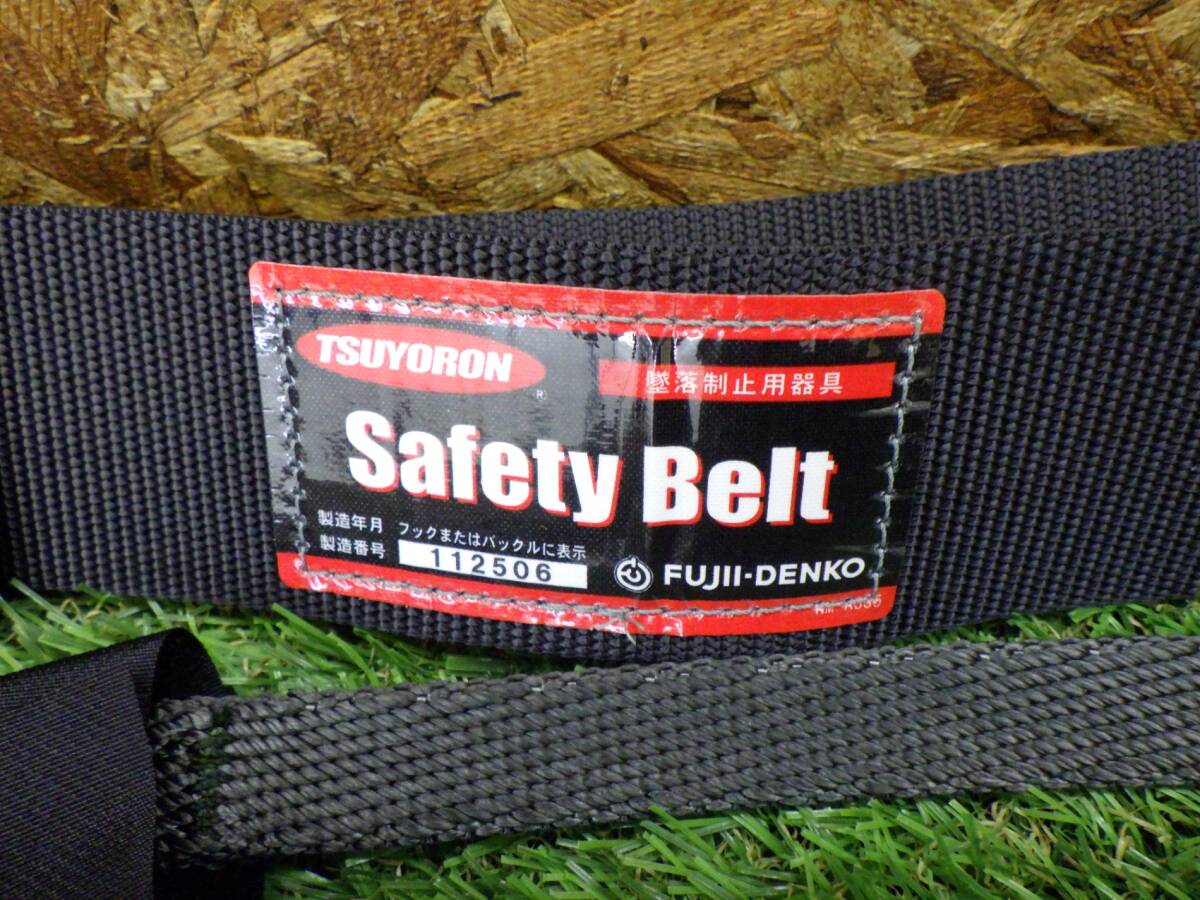 TSUYORON
®
墜落制止用器具
Safety Belt
製造年月 フックまたはバックルに表示
製造番号 112506
FUJII-DENKO